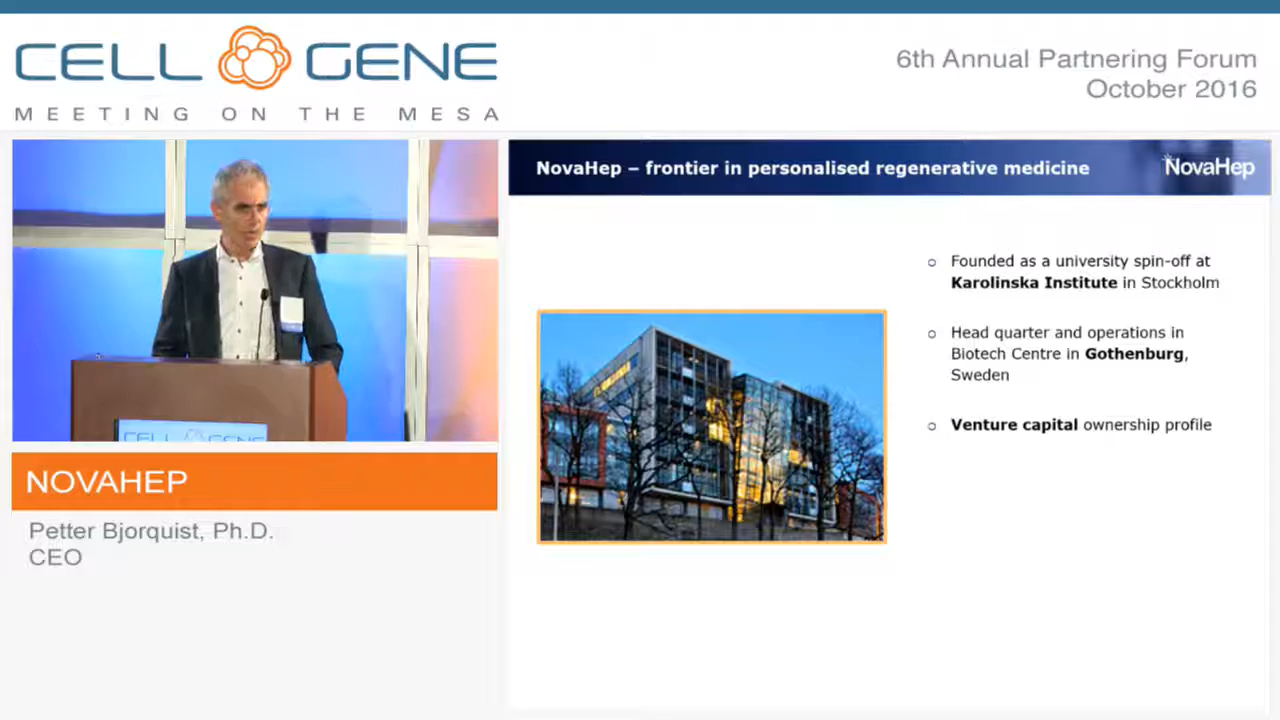 CELL GENE
MEETING ON THE MESA
6th Annual Partnering Forum
October 2016
CELL GENE
NOVAHEP
Petter Bjorquist, Ph.D.
CEO
NovaHep – frontier in personalised regenerative medicine
NovaHep
o Founded as a university spin-off at
Karolinska Institute in Stockholm
o Head quarter and operations in
Biotech Centre in Gothenburg,
Sweden
o Venture capital ownership profile